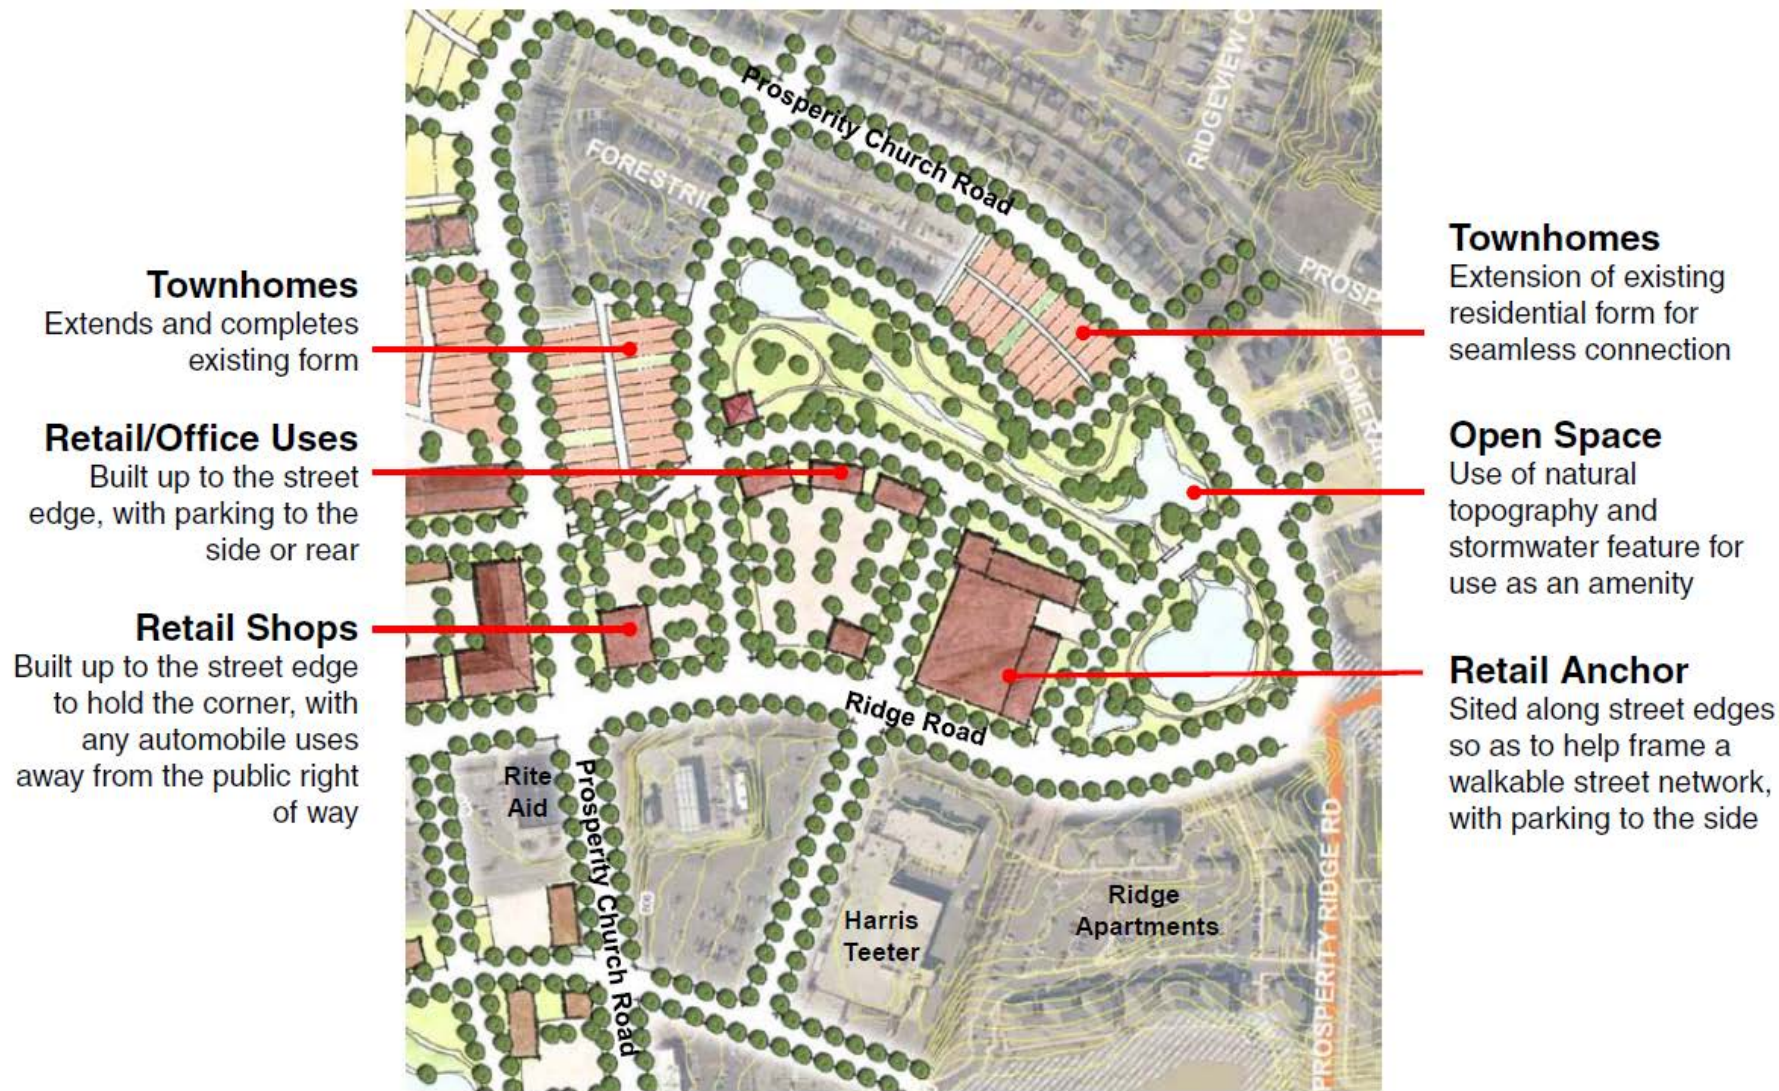 Townhomes
Extends and completes
existing form
Retail/Office Uses
Built up to the street
edge, with parking to the
side or rear
Retail Shops
Built up to the street edge
to hold the corner, with
any automobile uses
away from the public right
of way
Prosperity Church Road
RIDGEVIEW C
FORESTRI
PROSP
BOOMERA
Ridge Road
Rite
Aid
Prosperity Church Road
Harris
Teeter
Ridge
Apartments
PROSPERITY RIDGE RD
Townhomes
Extension of existing
residential form for
seamless connection
Open Space
Use of natural
topography and
stormwater feature for
use as an amenity
Retail Anchor
Sited along street edges
so as to help frame a
walkable street network,
with parking to the side